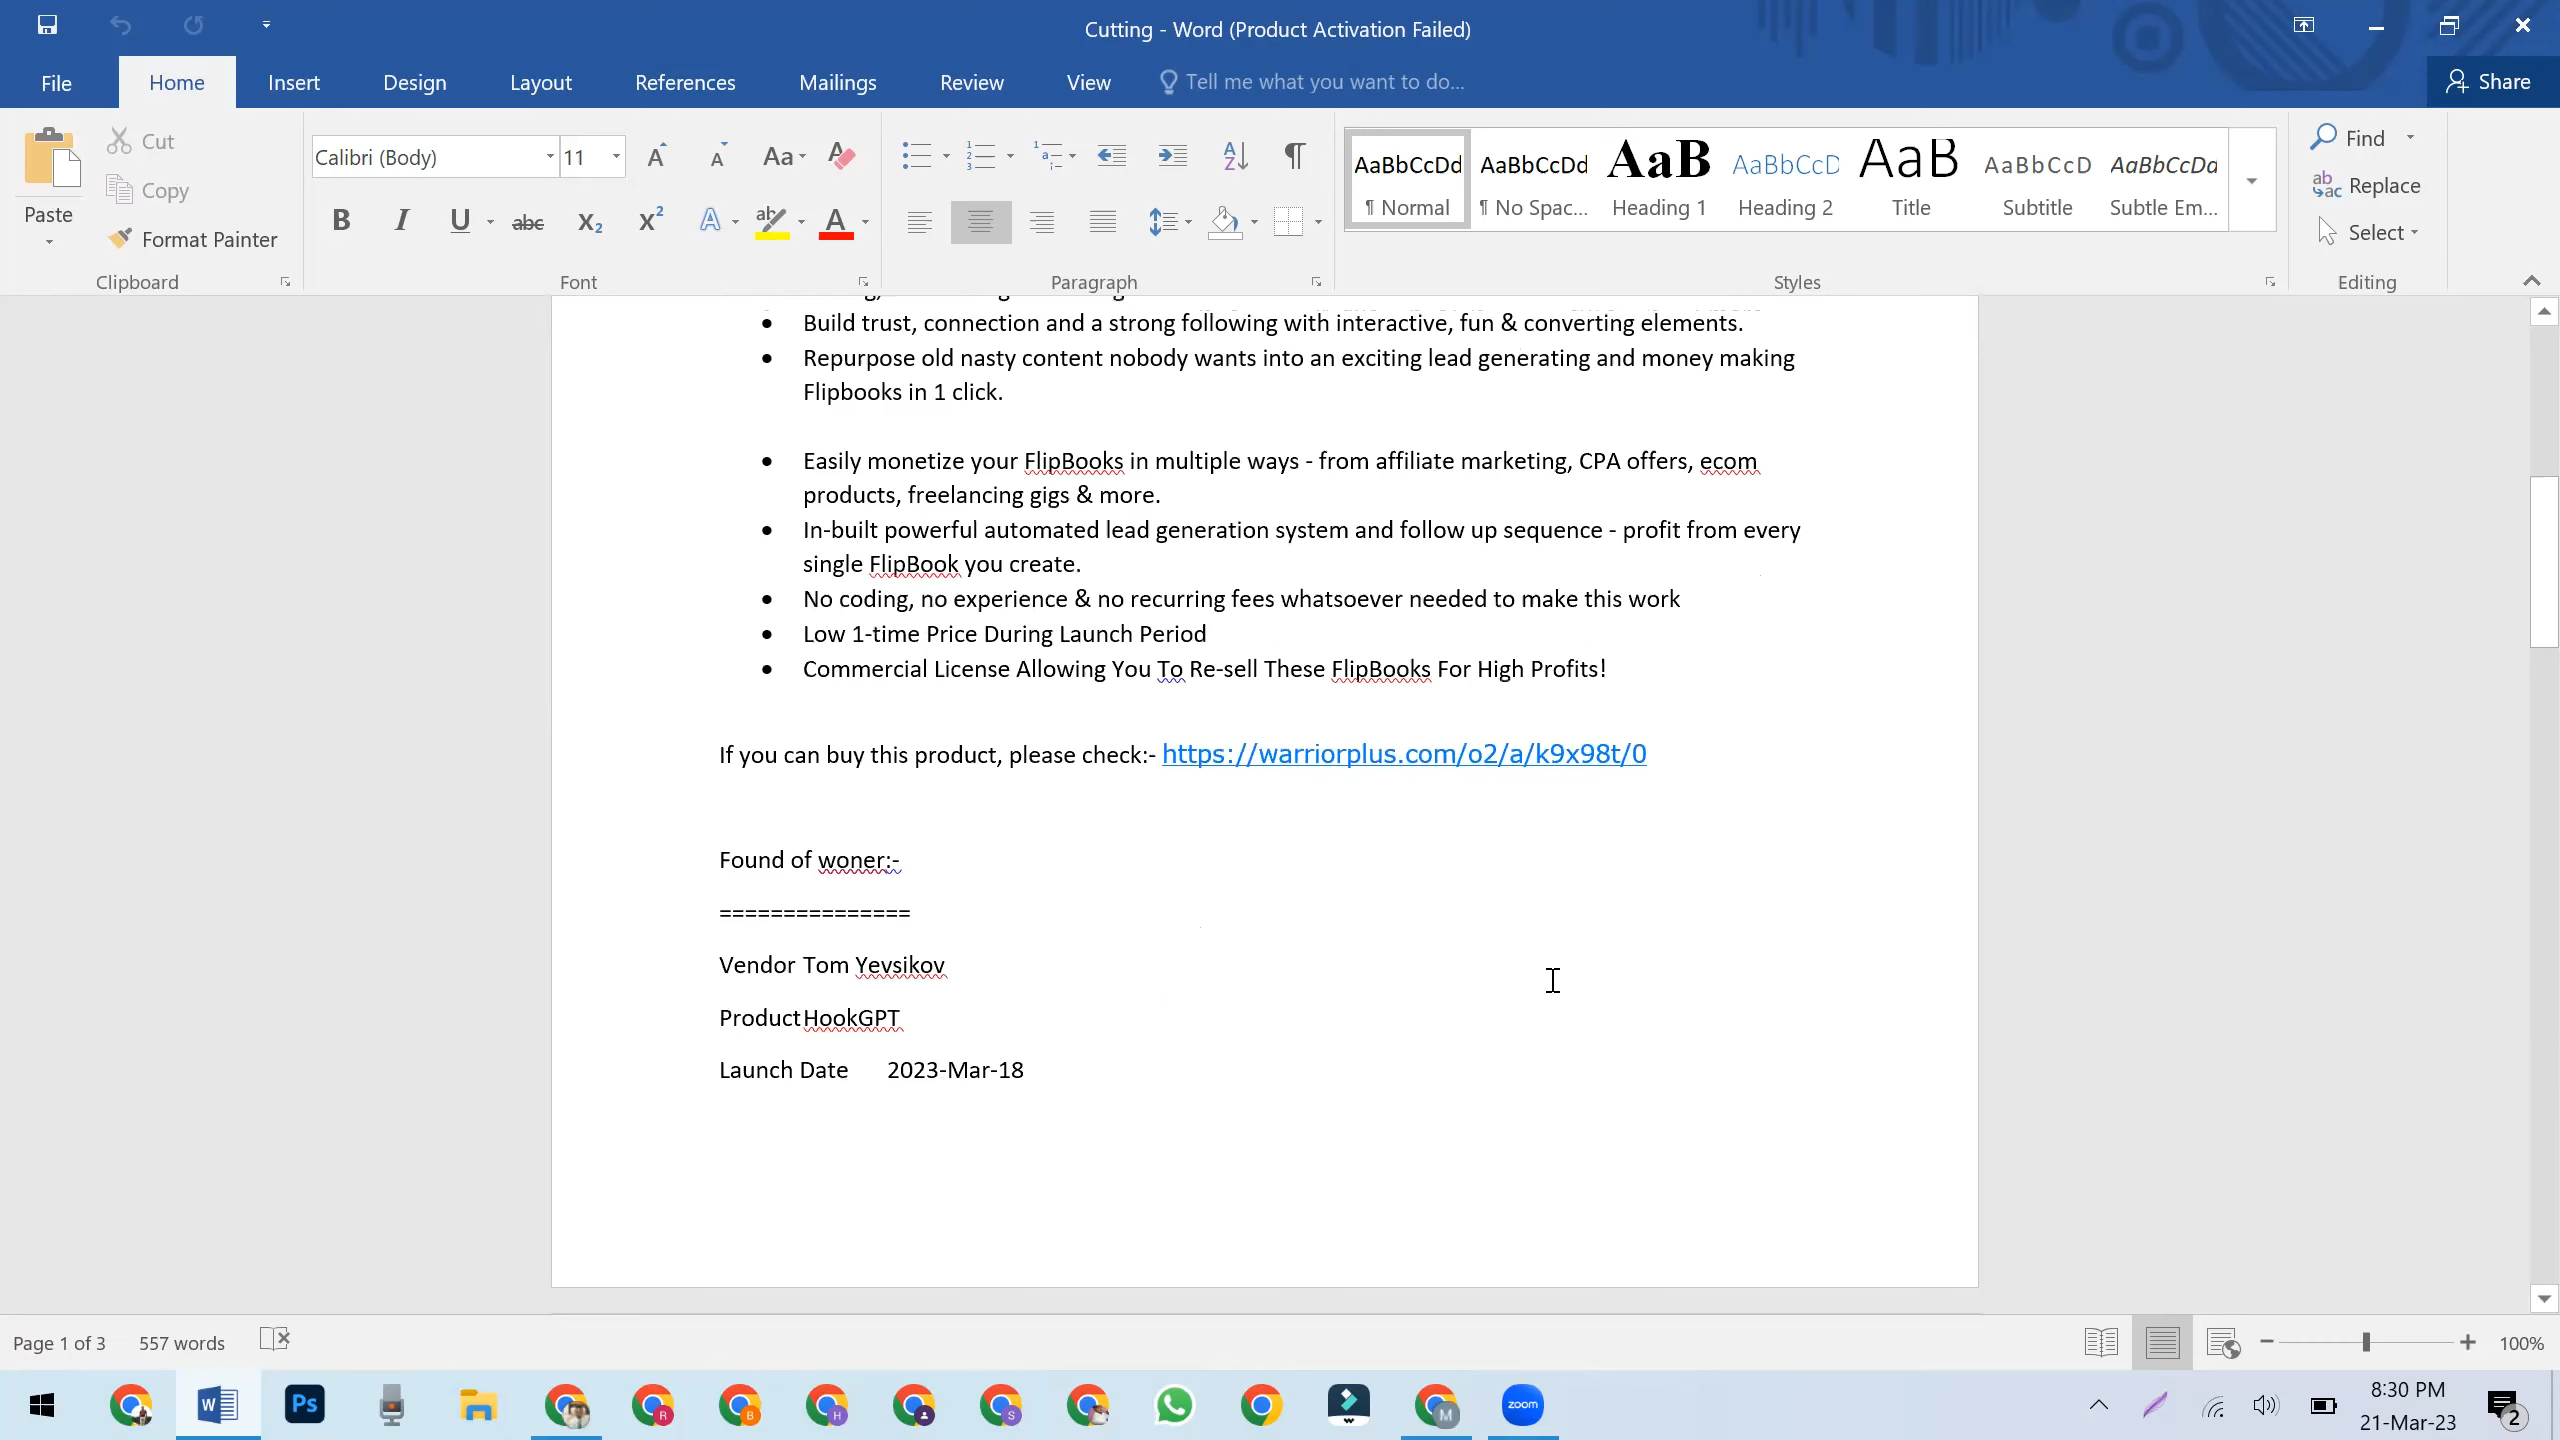 Cutting - Word (Product Activation Failed)
File Home Insert Design Layout References Mailings Review View Tell me what you want to do... Share
Paste Cut Copy Format Painter Clipboard
Calibri (Body) 11 Font
Paragraph
AaBbCcDd AaBbCcDd AaB AaBbCcD AaB AaBbCcD AaBbCcDd
¶ Normal ¶ No Spac... Heading 1 Heading 2 Title Subtitle Subtle Em...
Styles
Find
Replace
Select
Editing
• Build trust, connection and a strong following with interactive, fun & converting elements.
• Repurpose old nasty content nobody wants into an exciting lead generating and money making
Flipbooks in 1 click.
• Easily monetize your FlipBooks in multiple ways - from affiliate marketing, CPA offers, ecom
products, freelancing gigs & more.
• In-built powerful automated lead generation system and follow up sequence - profit from every
single FlipBook you create.
• No coding, no experience & no recurring fees whatsoever needed to make this work
• Low 1-time Price During Launch Period
• Commercial License Allowing You To Re-sell These FlipBooks For High Profits!
If you can buy this product, please check:- https://warriorplus.com/o2/a/k9x98t/0
Found of woner:-
===============
Vendor Tom Yevsikov
Product HookGPT
Launch Date 2023-Mar-18
Page 1 of 3 557 words 100%
8:30 PM
21-Mar-23
2